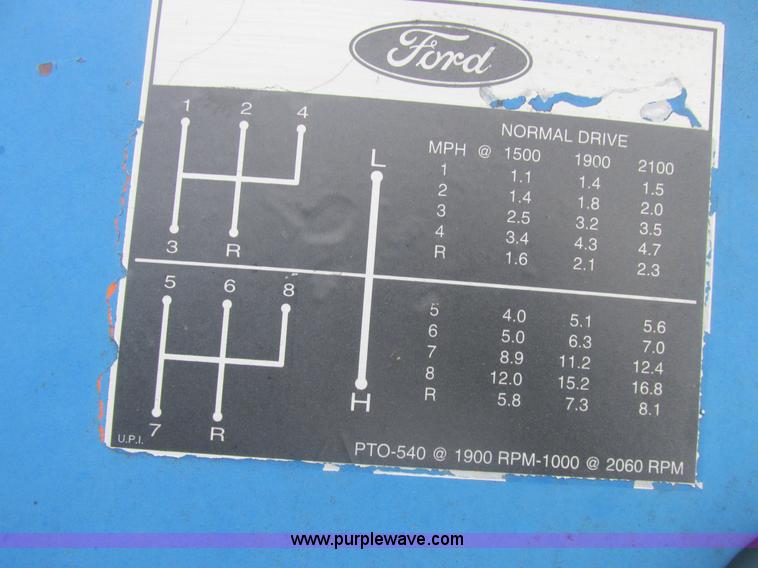 Ford
1 2 4
3 R
L
H
5 6 8
7 R
NORMAL DRIVE
MPH @ 1500 1900 2100
1 1.1 1.4 1.5
2 1.4 1.8 2.0
3 2.5 3.2 3.5
4 3.4 4.3 4.7
R 1.6 2.1 2.3
5 4.0 5.1 5.6
6 5.0 6.3 7.0
7 8.9 11.2 12.4
8 12.0 15.2 16.8
R 5.8 7.3 8.1
U.P.I.
PTO-540 @ 1900 RPM-1000 @ 2060 RPM
www.purplewave.com